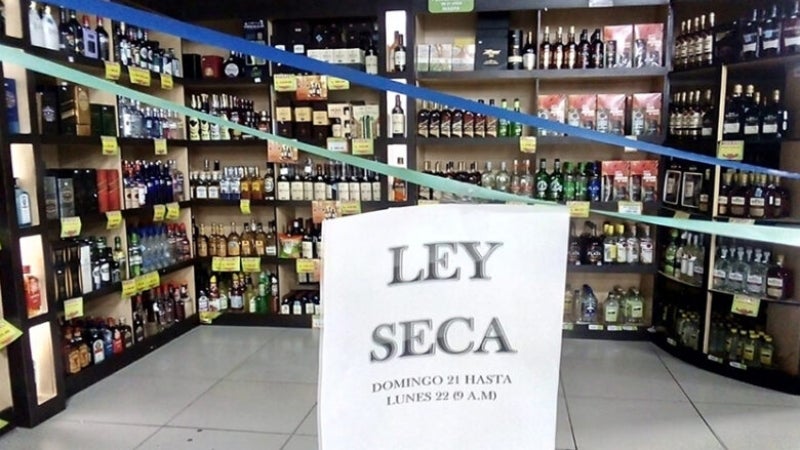 LEY
SECA
DOMINGO 21 HASTA
LUNES 22 (9 A.M)